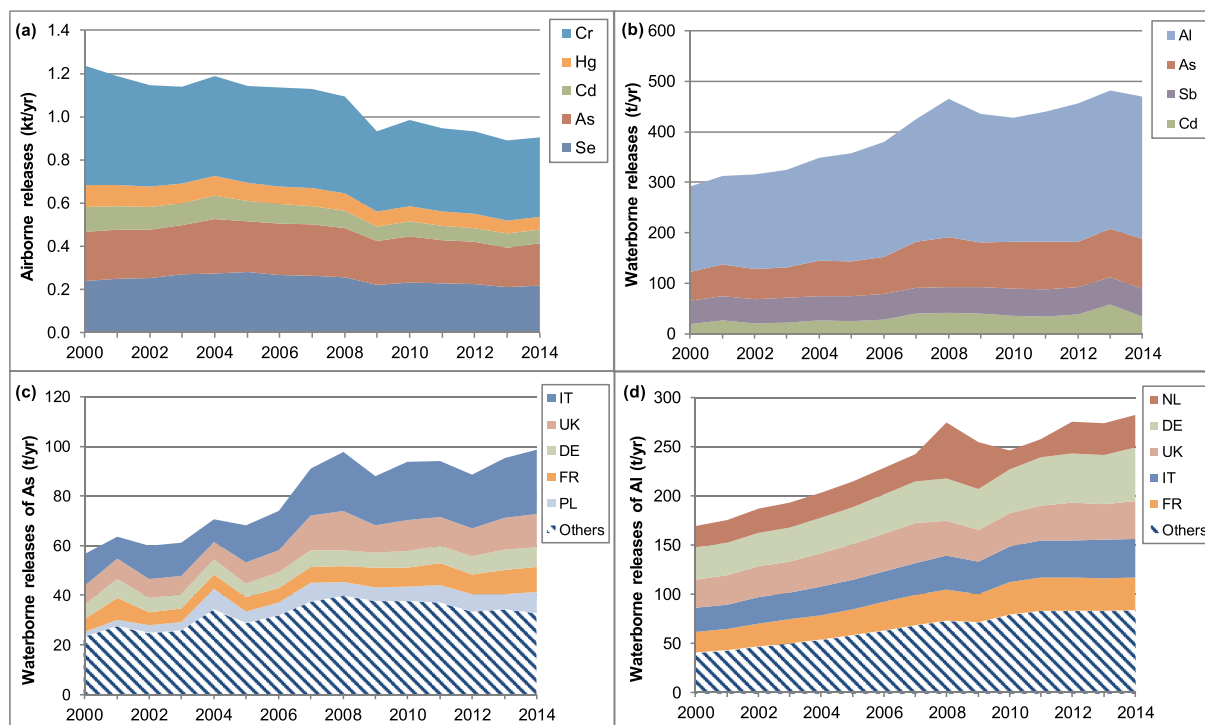 (a)
Airborne releases (kt/yr)
1.4
1.2
1.0
0.8
0.6
0.4
0.2
0.0
2000 2002 2004 2006 2008 2010 2012 2014
Cr
Hg
Cd
As
Se
(b)
Waterborne releases (t/yr)
600
500
400
300
200
100
0
2000 2002 2004 2006 2008 2010 2012 2014
Al
As
Sb
Cd
(c)
Waterborne releases of As (t/yr)
120
100
80
60
40
20
0
2000 2002 2004 2006 2008 2010 2012 2014
IT
UK
DE
FR
PL
Others
(d)
Waterborne releases of Al (t/yr)
300
250
200
150
100
50
0
2000 2002 2004 2006 2008 2010 2012 2014
NL
DE
UK
IT
FR
Others